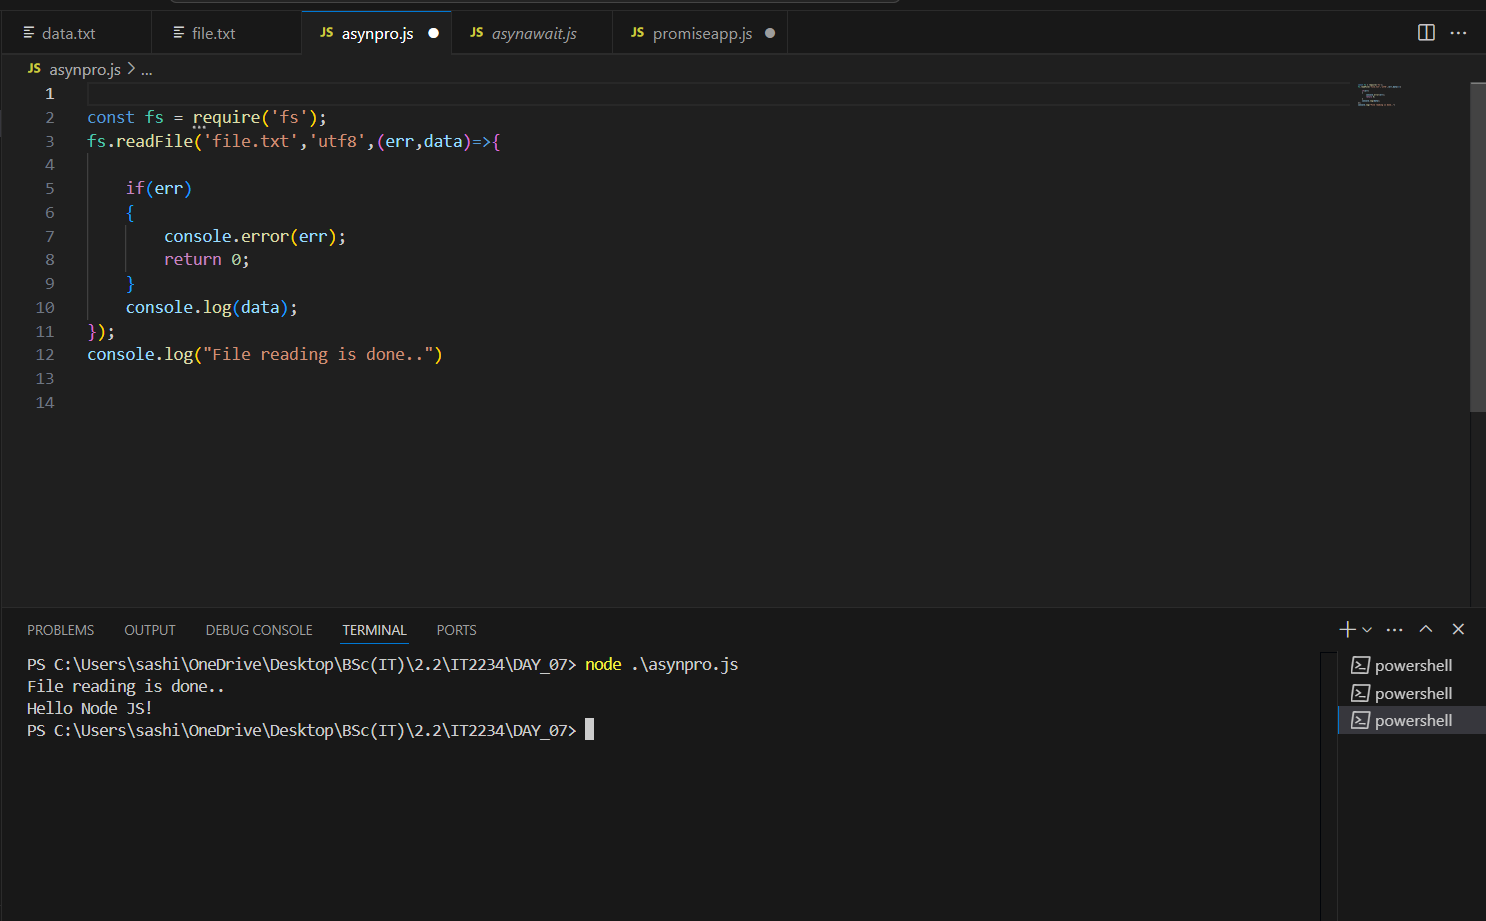 data.txt
file.txt
JS asynpro.js
JS asynawait.js
JS promiseapp.js
JS asynpro.js > ...
1
2 const fs = require('fs');
3 fs.readFile('file.txt','utf8',(err,data)=>{
4
5 if(err)
6 {
7 console.error(err);
8 return 0;
9 }
10 console.log(data);
11 });
12 console.log("File reading is done..")
13
14
PROBLEMS OUTPUT DEBUG CONSOLE TERMINAL PORTS
PS C:\Users\sashi\OneDrive\Desktop\BSc(IT)\2.2\IT2234\DAY_07> node .\asynpro.js
File reading is done..
Hello Node JS!
PS C:\Users\sashi\OneDrive\Desktop\BSc(IT)\2.2\IT2234\DAY_07>
powershell
powershell
powershell